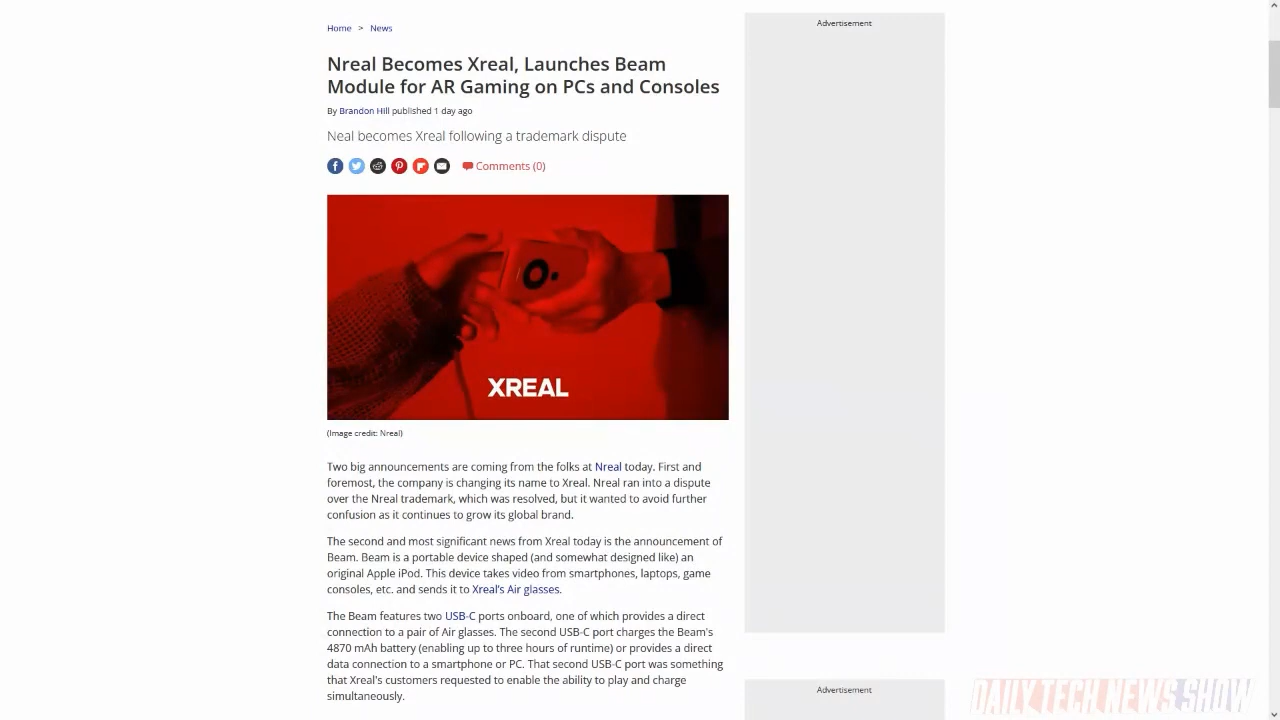 Home > News
Advertisement
Nreal Becomes Xreal, Launches Beam
Module for AR Gaming on PCs and Consoles
By Brandon Hill published 1 day ago
Neal becomes Xreal following a trademark dispute
Comments (0)
XREAL
(Image credit: Nreal)
Two big announcements are coming from the folks at Nreal today. First and
foremost, the company is changing its name to Xreal. Nreal ran into a dispute
over the Nreal trademark, which was resolved, but it wanted to avoid further
confusion as it continues to grow its global brand.
The second and most significant news from Xreal today is the announcement of
Beam. Beam is a portable device shaped (and somewhat designed like) an
original Apple iPod. This device takes video from smartphones, laptops, game
consoles, etc. and sends it to Xreal's Air glasses.
The Beam features two USB-C ports onboard, one of which provides a direct
connection to a pair of Air glasses. The second USB-C port charges the Beam's
4870 mAh battery (enabling up to three hours of runtime) or provides a direct
data connection to a smartphone or PC. That second USB-C port was something
that Xreal's customers requested to enable the ability to play and charge
simultaneously.
Advertisement
DAILY TECH NEWS SHOW